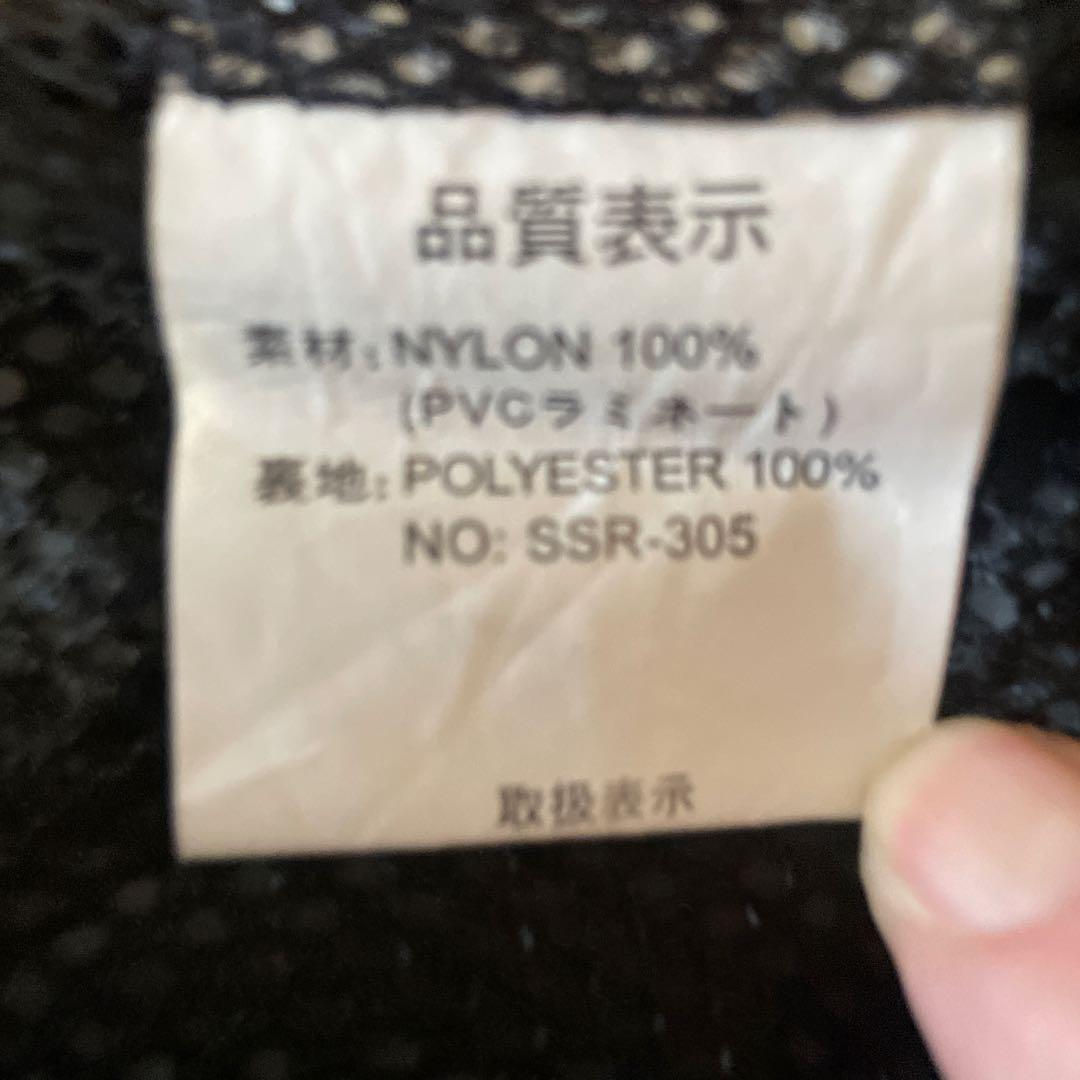 品質表示
素材: NYLON 100%
(PVCラミネート)
裏地: POLYESTER 100%
NO: SSR-305
取扱表示